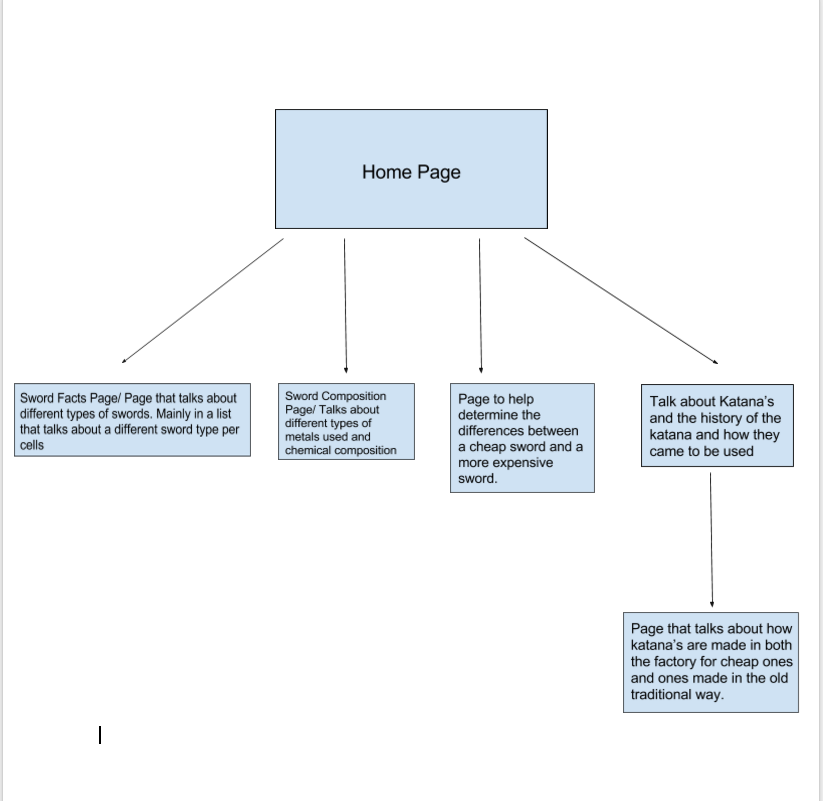 Home Page
Sword Facts Page/ Page that talks about
different types of swords. Mainly in a list
that talks about a different sword type per
cells
Sword Composition
Page/ Talks about
different types of
metals used and
chemical composition
Page to help
determine the
differences between
a cheap sword and a
more expensive
sword.
Talk about Katana's
and the history of the
katana and how they
came to be used
Page that talks about how
katana's are made in both
the factory for cheap ones
and ones made in the old
traditional way.